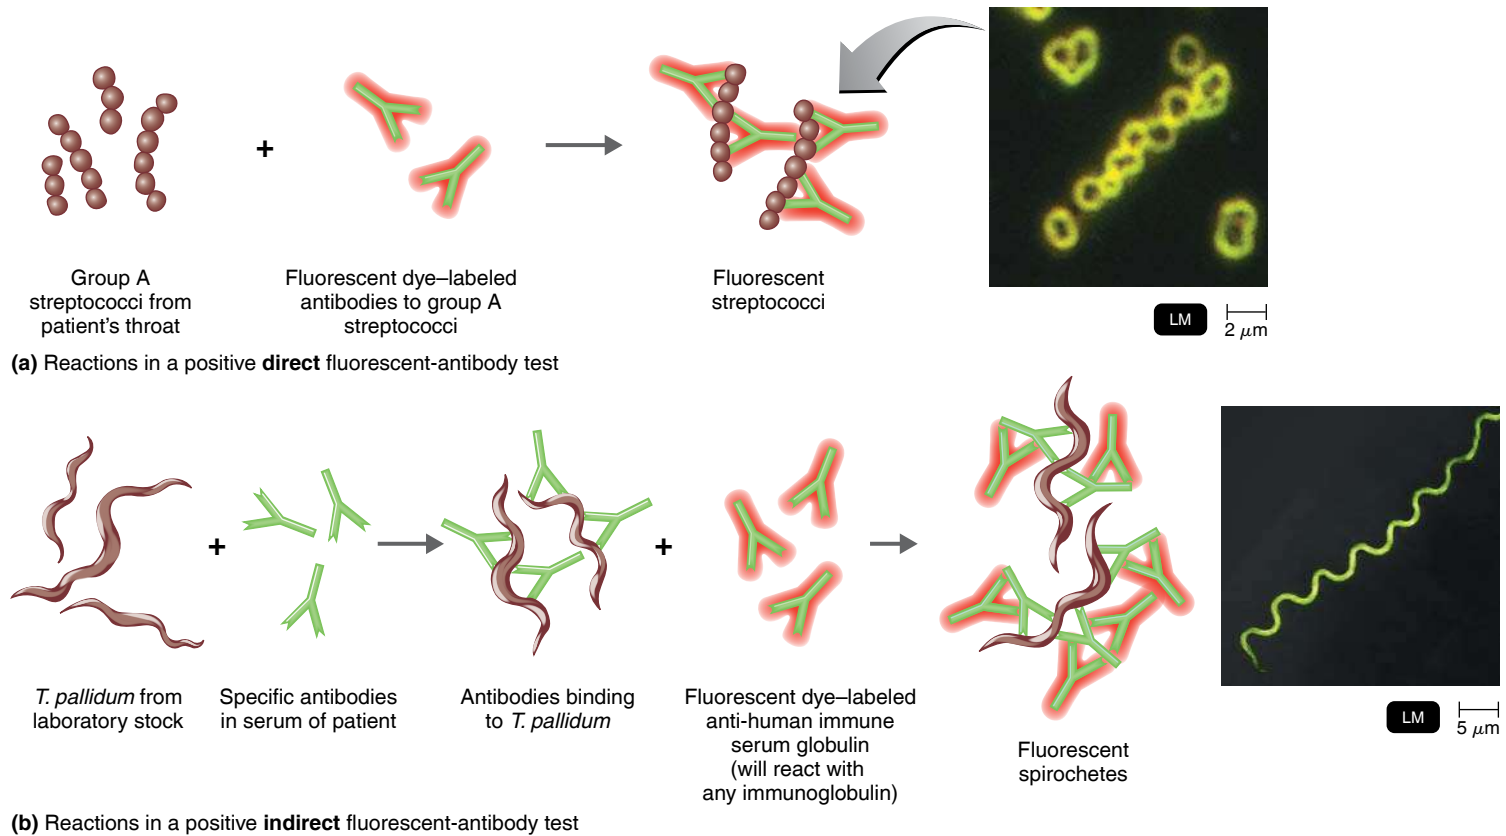 +
Group A
streptococci from
patient's throat
Fluorescent dye–labeled
antibodies to group A
streptococci
Fluorescent
streptococci
LM
2 μm
(a) Reactions in a positive direct fluorescent-antibody test
+
+
T. pallidum from
laboratory stock
Specific antibodies
in serum of patient
Antibodies binding
to T. pallidum
Fluorescent dye–labeled
anti-human immune
serum globulin
(will react with
any immunoglobulin)
Fluorescent
spirochetes
LM
5 μm
(b) Reactions in a positive indirect fluorescent-antibody test